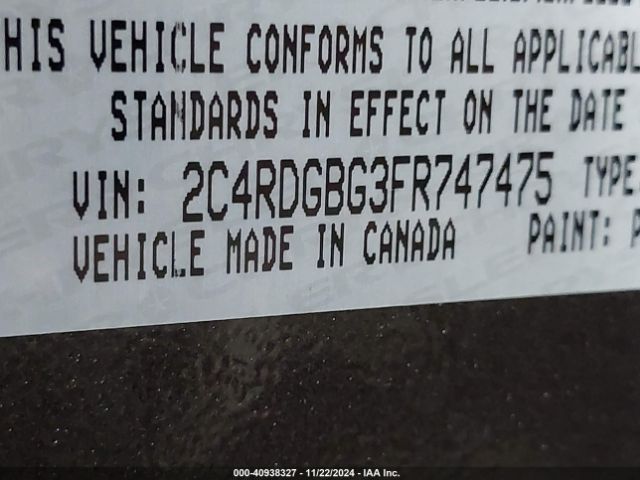 HIS VEHICLE CONFORMS TO ALL APPLICABL
STANDARDS IN EFFECT ON THE DATE
VIN: 2C4RDGBG3FR747475 TYPE
VEHICLE MADE IN CANADA PAINT: P
000-40938327 - 11/22/2024 - IAA Inc.